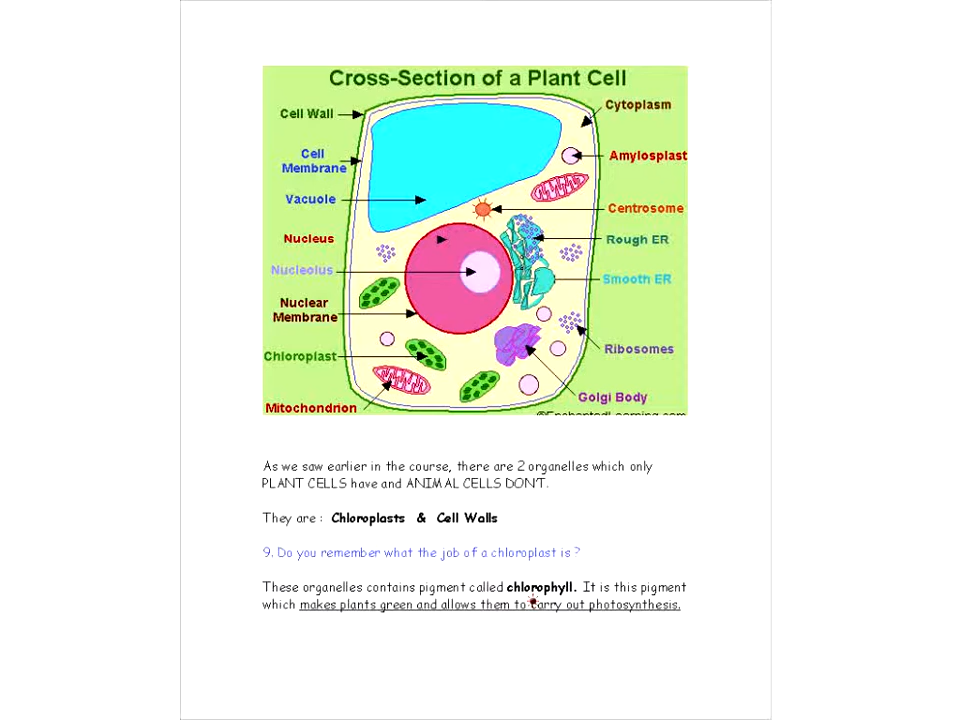 Cross-Section of a Plant Cell
Cell Wall
Cytoplasm
Cell
Membrane
Amylosplast
Vacuole
Centrosome
Nucleus
Rough ER
Nucleolus
Smooth ER
Nuclear
Membrane
Ribosomes
Chloroplast
Golgi Body
Mitochondrion
©EnchantedLearning.com
As we saw earlier in the course, there are 2 organelles which only
PLANT CELLS have and ANIMAL CELLS DON'T.
They are : Chloroplasts & Cell Walls
9. Do you remember what the job of a chloroplast is ?
These organelles contains pigment called chlorophyll. It is this pigment
which makes plants green and allows them to carry out photosynthesis.